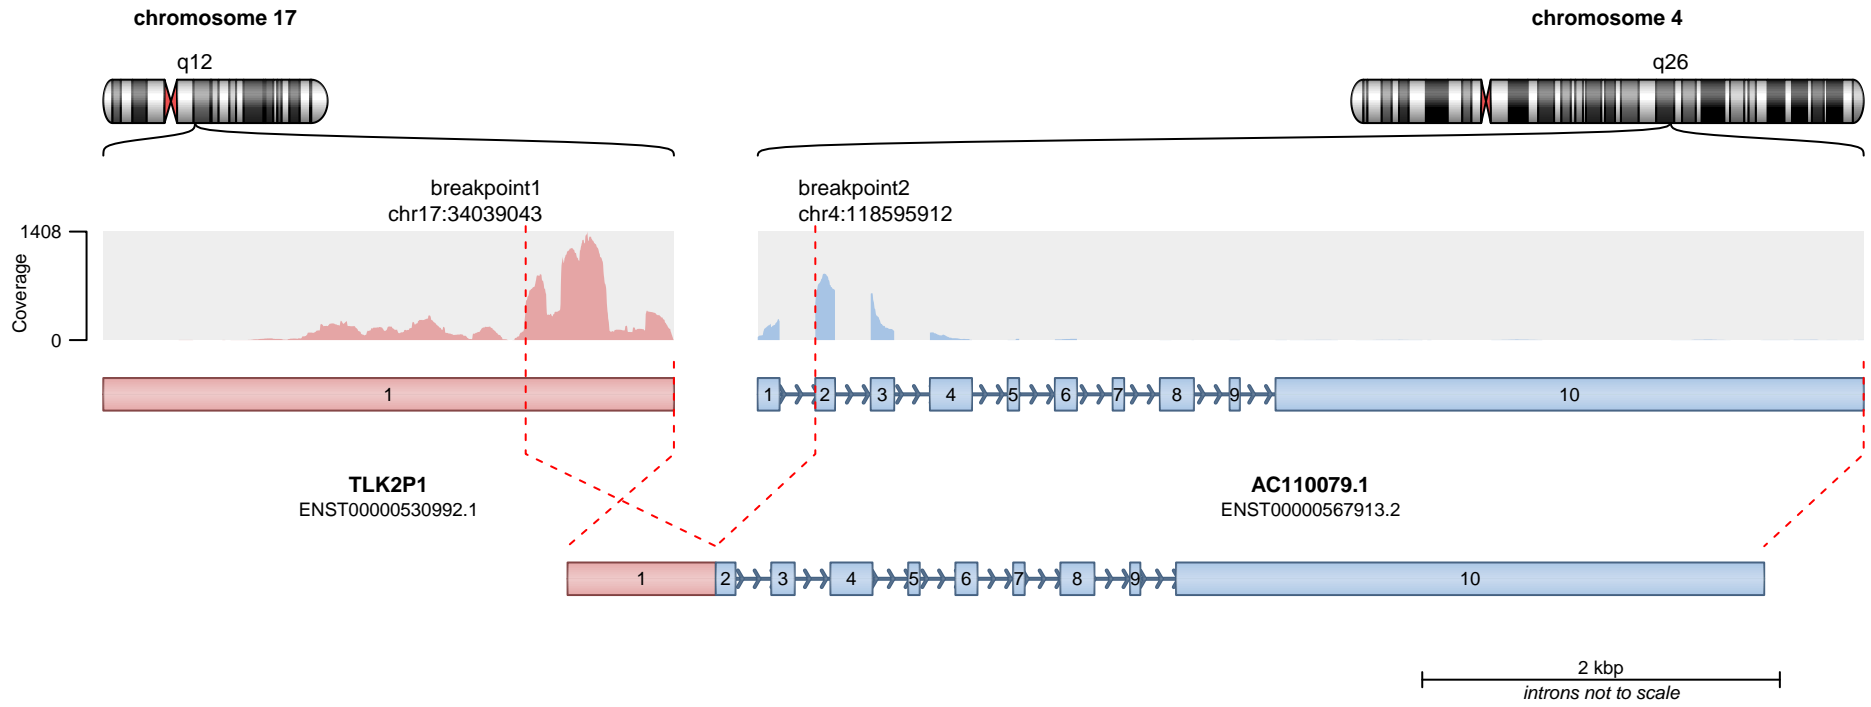 chromosome 17
chromosome 4
q12
q26
breakpoint1
chr17:34039043
breakpoint2
chr4:118595912
1408
Coverage
0
1
1 2 3 4 5 6 7 8 9 10
TLK2P1
ENST00000530992.1
AC110079.1
ENST00000567913.2
1 2 3 4 5 6 7 8 9 10
2 kbp
introns not to scale